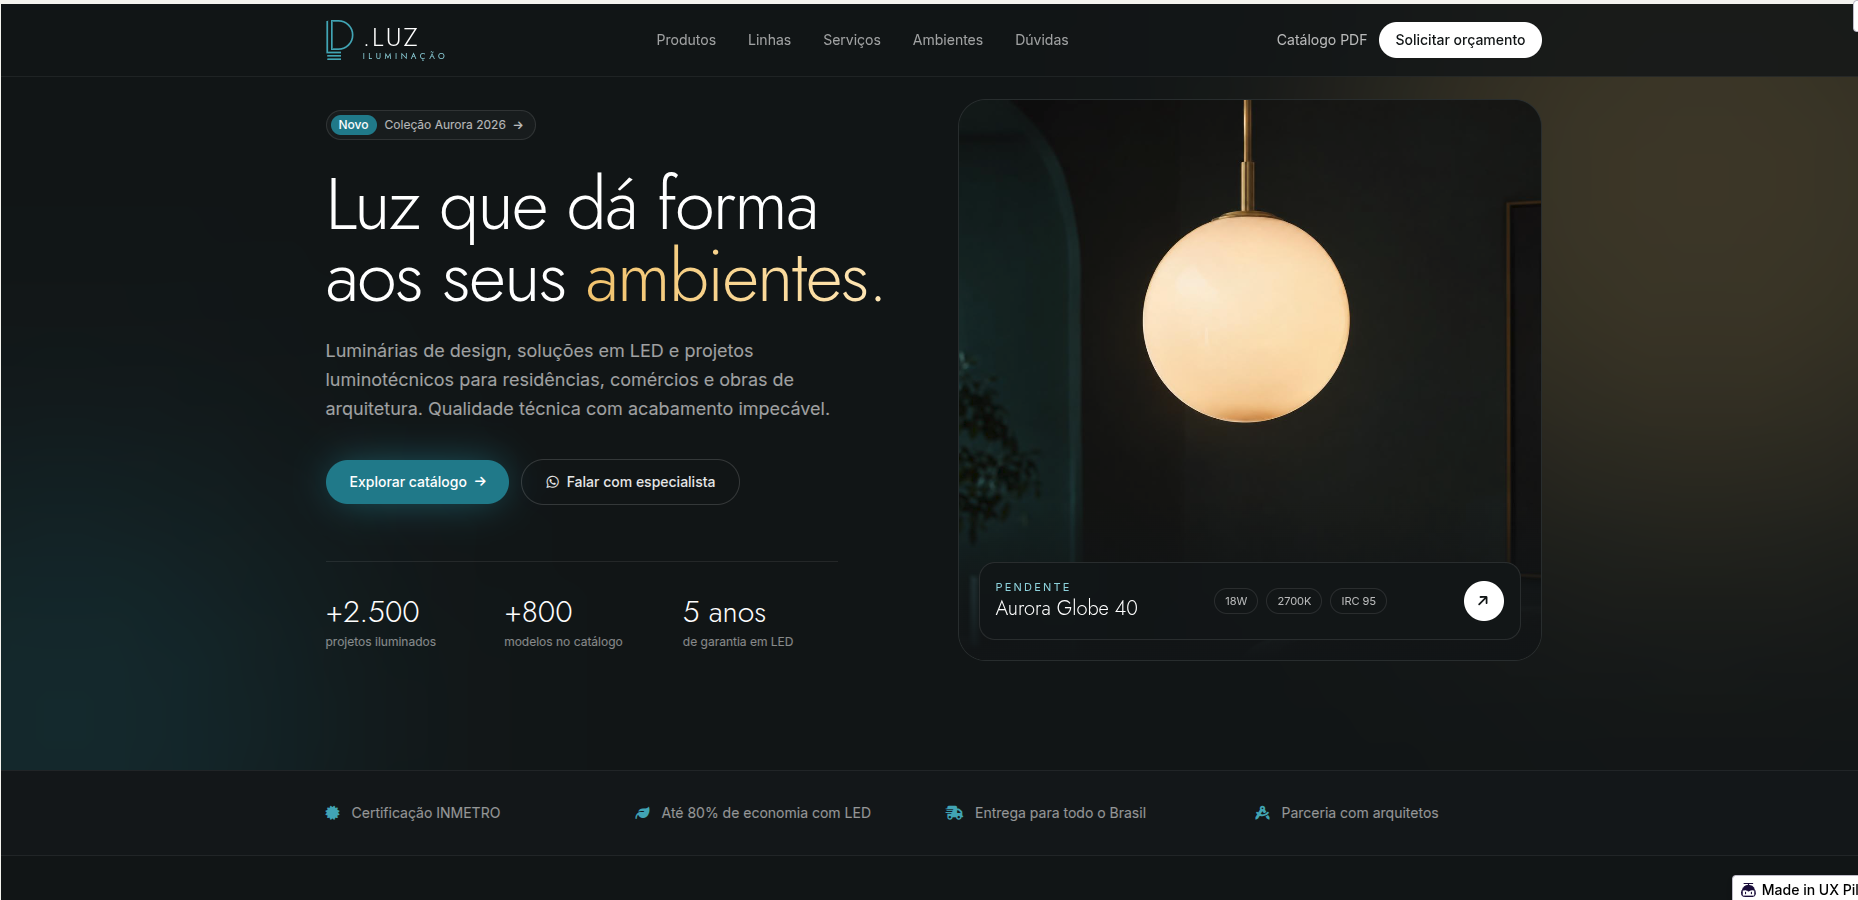 D.LUZ
ILUMINAÇÃO
Produtos
Linhas
Serviços
Ambientes
Dúvidas
Catálogo PDF
Solicitar orçamento
Novo Coleção Aurora 2026 →
Luz que dá forma
aos seus ambientes.
Luminárias de design, soluções em LED e projetos
luminotécnicos para residências, comércios e obras de
arquitetura. Qualidade técnica com acabamento impecável.
Explorar catálogo →
Falar com especialista
+2.500
projetos iluminados
+800
modelos no catálogo
5 anos
de garantia em LED
PENDENTE
Aurora Globe 40
18W
2700K
IRC 95
Certificação INMETRO
Até 80% de economia com LED
Entrega para todo o Brasil
Parceria com arquitetos
Made in UX Pil